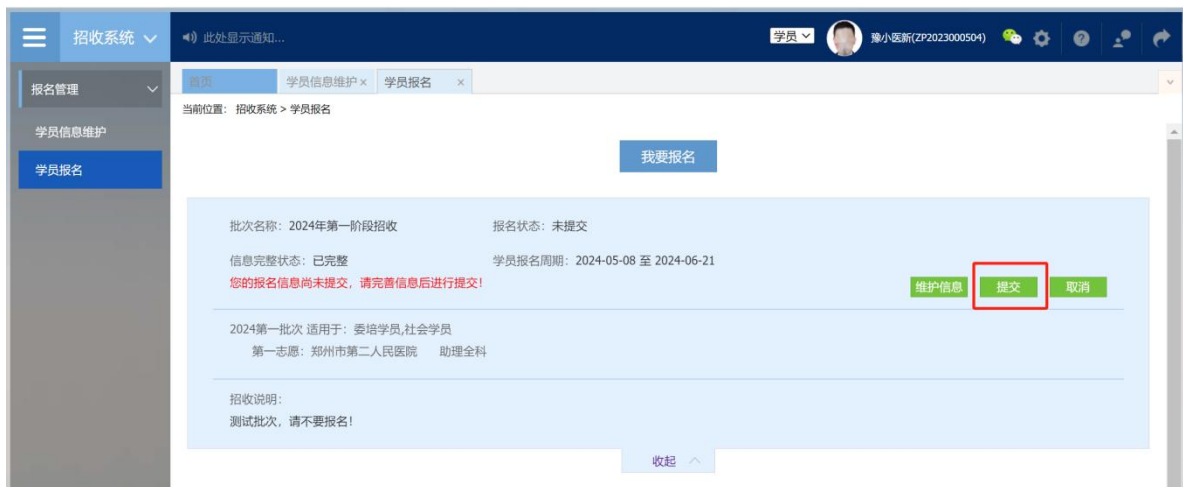 招收系统 此处显示通知... 学员 豫小医新(ZP2023000504)
报名管理
学员信息维护
学员报名
首页 学员信息维护× 学员报名 ×
当前位置： 招收系统 > 学员报名
我要报名
批次名称：2024年第一阶段招收 报名状态：未提交
信息完整状态：已完整 学员报名周期：2024-05-08 至 2024-06-21
您的报名信息尚未提交，请完善信息后进行提交！
维护信息 提交 取消
2024第一批次 适用于：委培学员,社会学员
第一志愿：郑州市第二人民医院 助理全科
招收说明：
测试批次，请不要报名！
收起